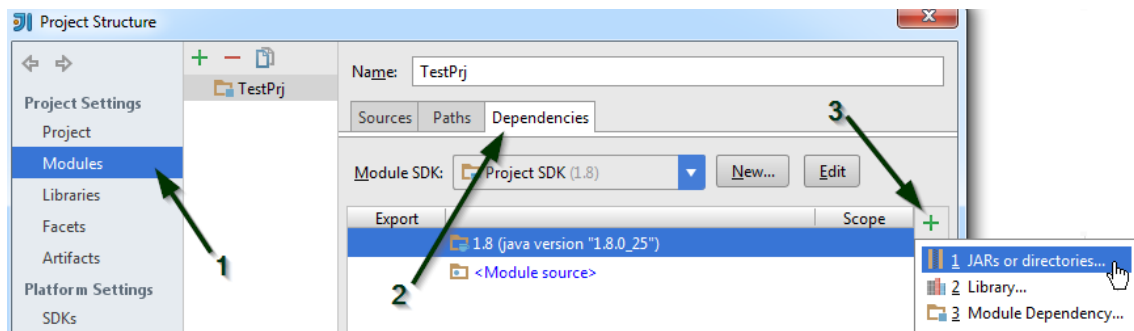 Project Structure
Project Settings
Project
Modules
Libraries
Facets
Artifacts
Platform Settings
SDKs
TestPrj
Name: TestPrj
Sources Paths Dependencies
Module SDK: Project SDK (1.8) New... Edit
Export Scope
1.8 (java version "1.8.0_25")
<Module source>
1 JARs or directories...
2 Library...
3 Module Dependency...
1
2
3